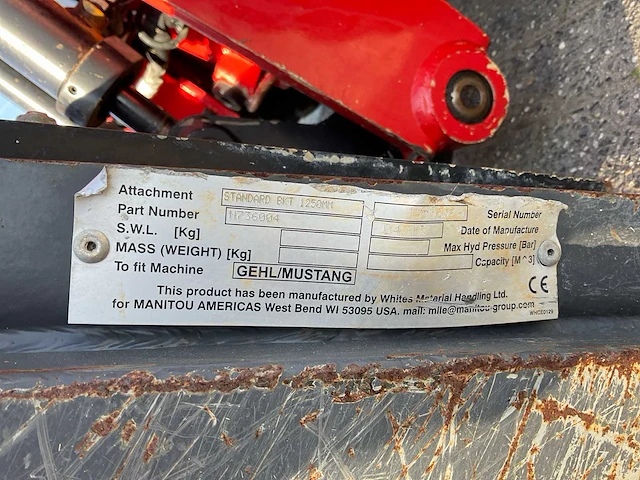 Attachment STANDARD BKT 1250MM Serial Number
Part Number Date of Manufacture
S.W.L. [Kg] Max Hyd Pressure [Bar]
MASS (WEIGHT) [Kg] Capacity [M^3]
To fit Machine GEHL/MUSTANG CE
This product has been manufactured by Whites Material Handling Ltd.
for MANITOU AMERICAS West Bend WI 53095 USA. mail: mile@manitou-group.com
WHCE0129